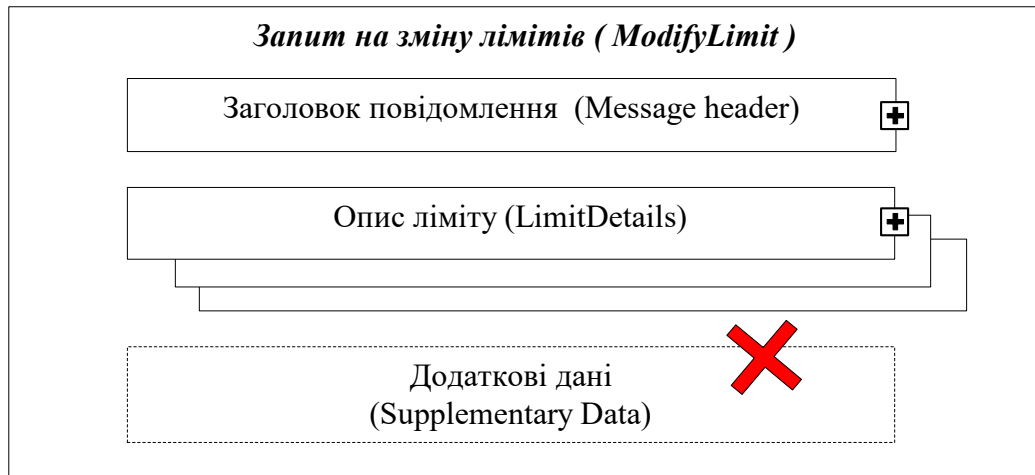 Запит на зміну лімітів ( ModifyLimit )
Заголовок повідомлення (Message header)
Опис ліміту (LimitDetails)
Додаткові дані
(Supplementary Data)